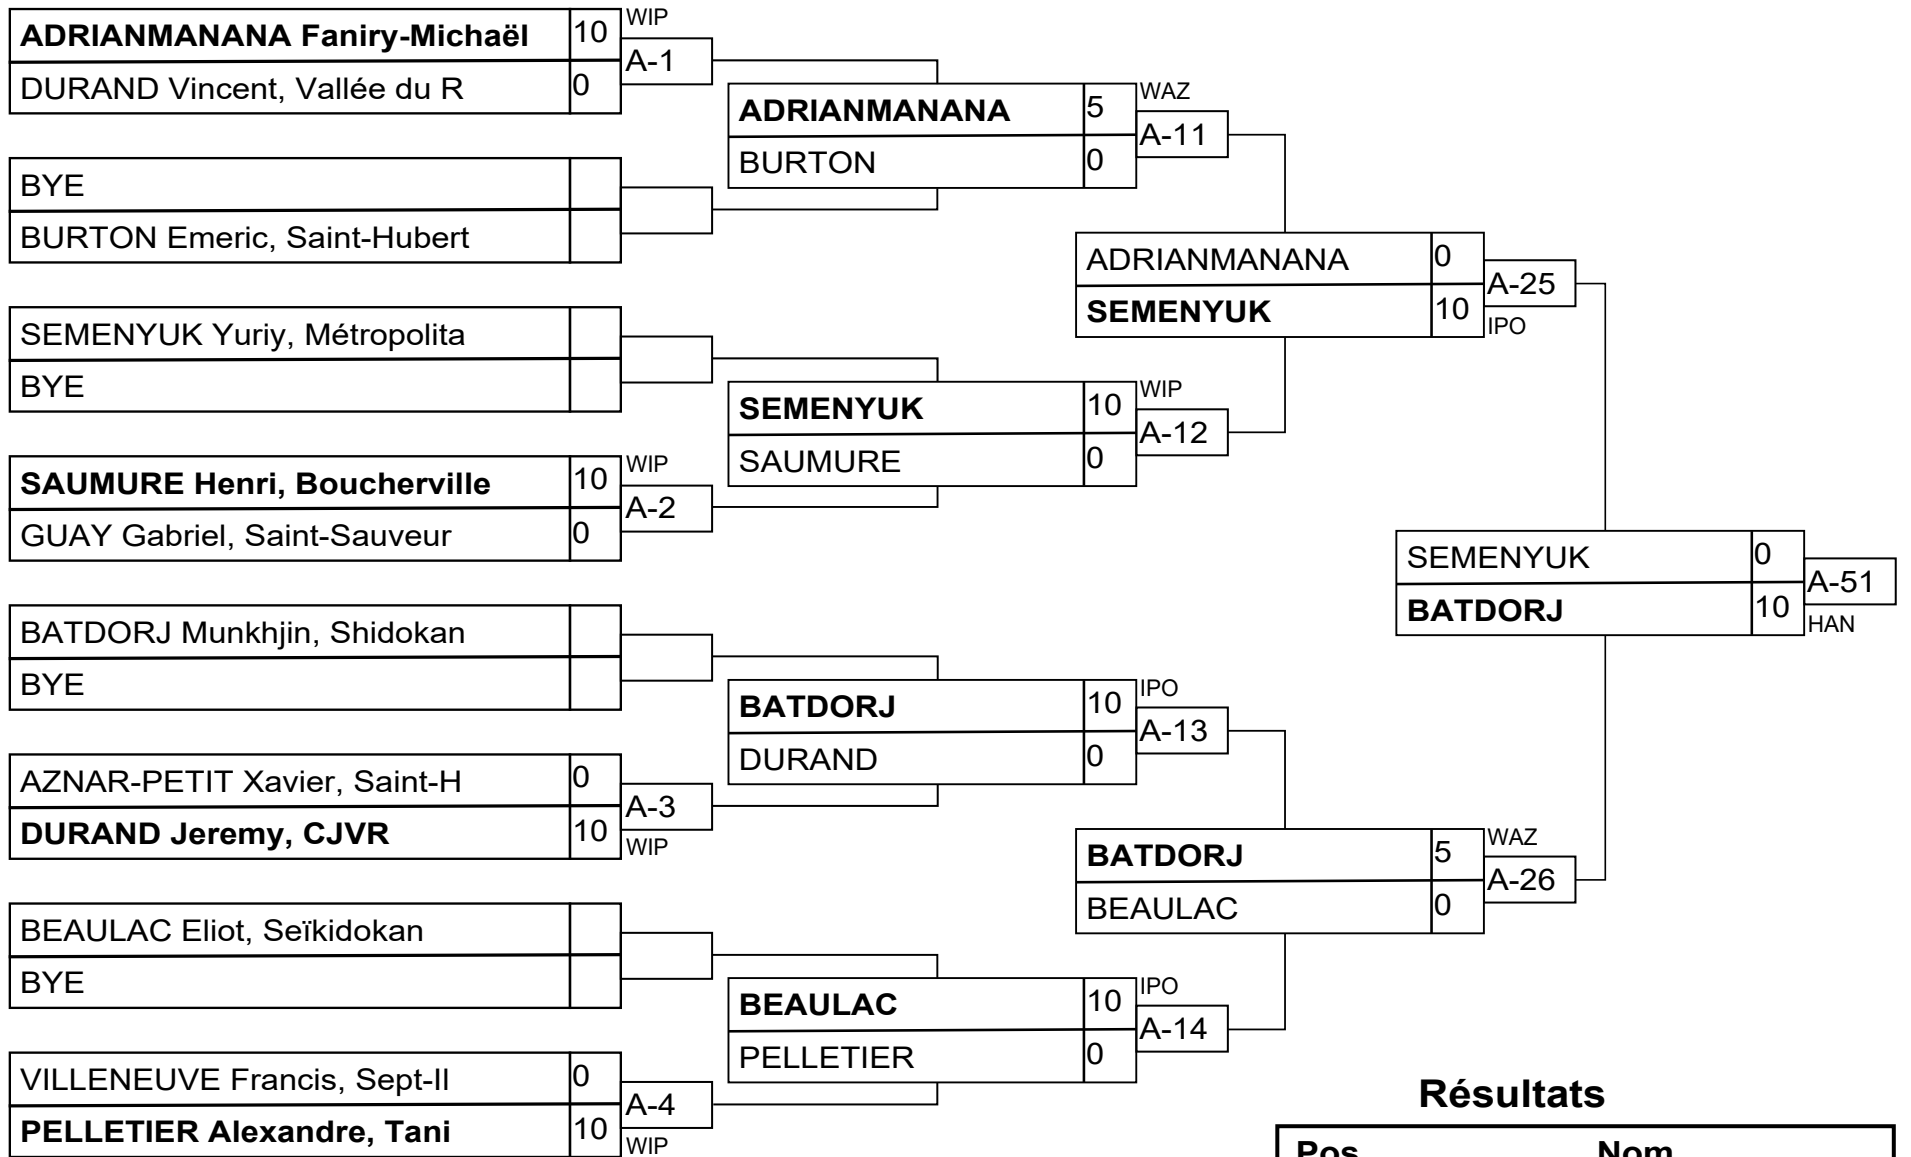 ADRIANMANANA Faniry-Michaël 10 WIP
DURAND Vincent, Vallée du R 0
A-1
BYE
BURTON Emeric, Saint-Hubert
SEMENYUK Yuriy, Métropolita
BYE
SAUMURE Henri, Boucherville 10 WIP
GUAY Gabriel, Saint-Sauveur 0
A-2
BATDORJ Munkhjin, Shidokan
BYE
AZNAR-PETIT Xavier, Saint-H 0
DURAND Jeremy, CJVR 10 WIP
A-3
BEAULAC Eliot, Seïkidokan
BYE
VILLENEUVE Francis, Sept-Il 0
PELLETIER Alexandre, Tani 10 WIP
A-4
ADRIANMANANA 5 WAZ
BURTON 0
A-11
SEMENYUK 10 WIP
SAUMURE 0
A-12
BATDORJ 10 IPO
DURAND 0
A-13
BEAULAC 10 IPO
PELLETIER 0
A-14
ADRIANMANANA 0
SEMENYUK 10 IPO
A-25
BATDORJ 5 WAZ
BEAULAC 0
A-26
SEMENYUK 0
BATDORJ 10 HAN
A-51
Résultats
Pos Nom